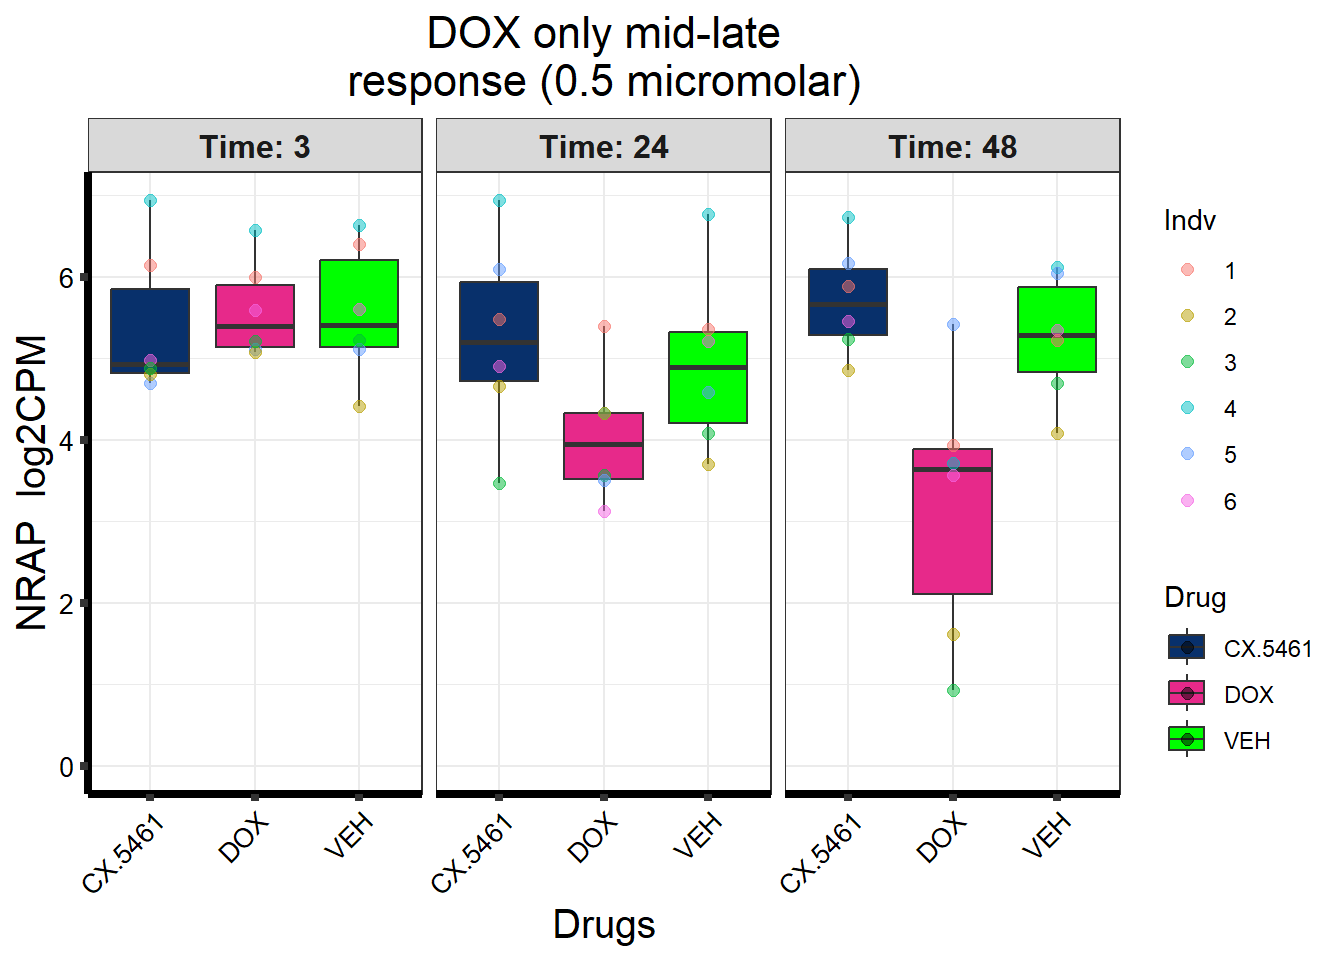 DOX only mid-late
response (0.5 micromolar)
Time: 3
Time: 24
Time: 48
NRAP log2CPM
6
4
2
0
CX.5461
DOX
VEH
CX.5461
DOX
VEH
CX.5461
DOX
VEH
Drugs
Indv
1
2
3
4
5
6
Drug
CX.5461
DOX
VEH